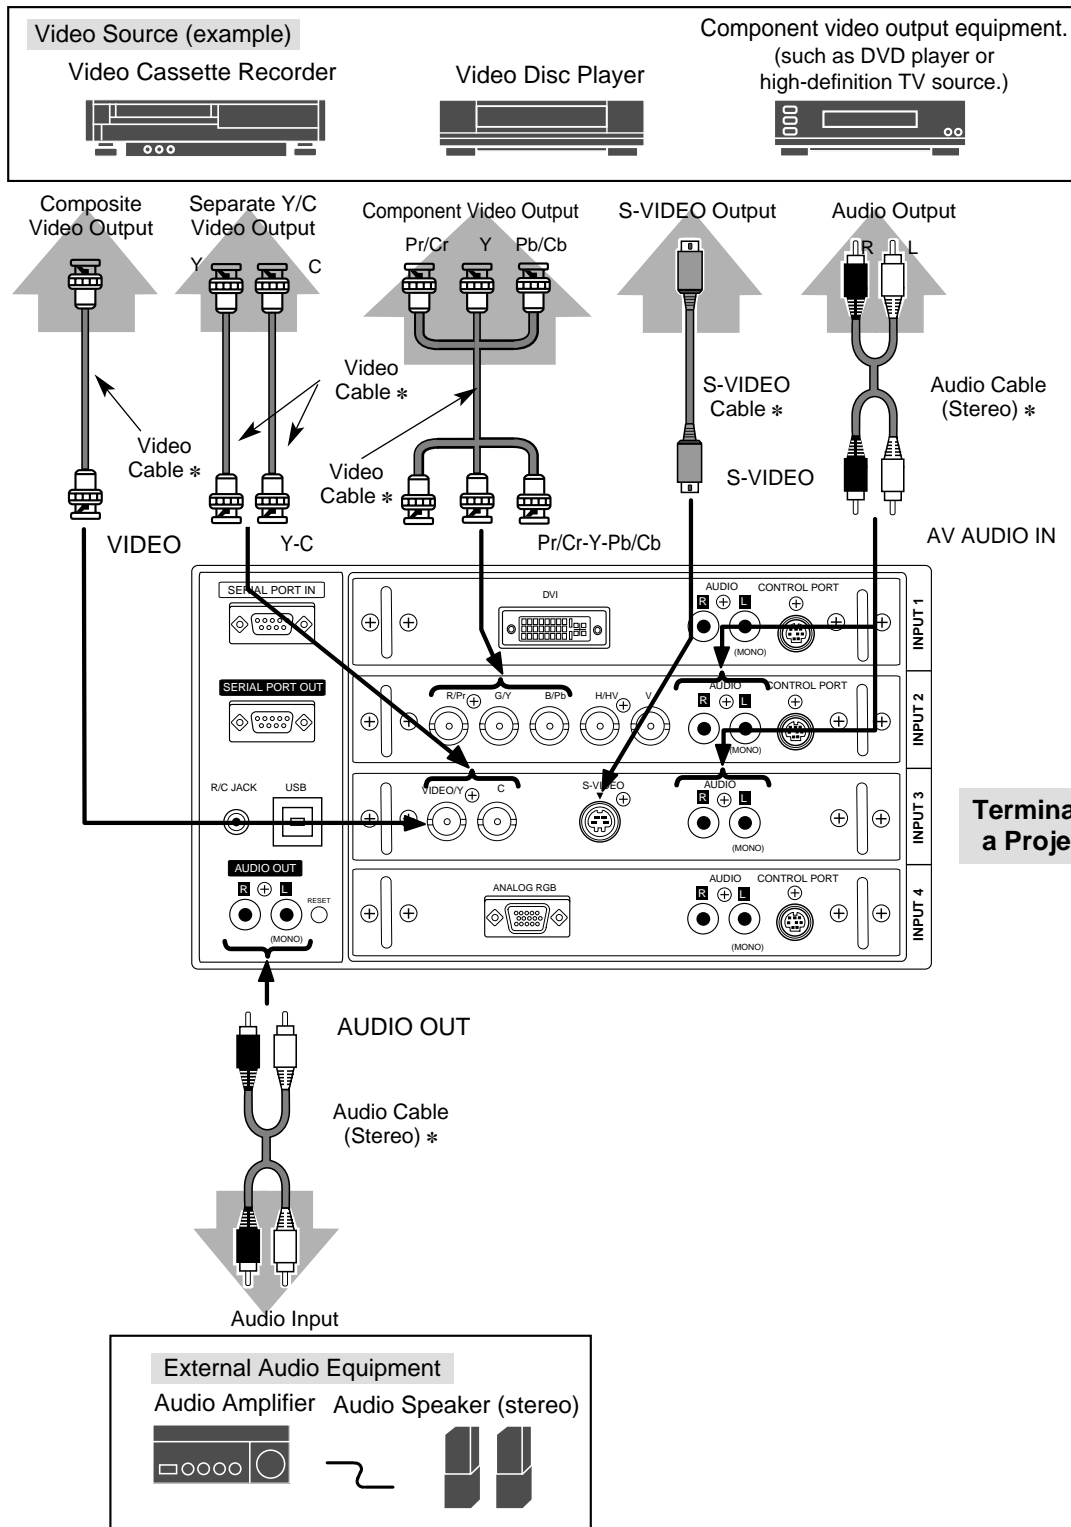 Video Source (example)
Component video output equipment.
(such as DVD player or
high-definition TV source.)
Video Cassette Recorder
Video Disc Player
Composite
Video Output
Separate Y/C
Video Output
Component Video Output
S-VIDEO Output
Audio Output
Y
C
Pr/Cr
Y
Pb/Cb
R
L
Video
Cable *
Video
Cable *
Video
Cable *
S-VIDEO
Cable *
Audio Cable
(Stereo) *
S-VIDEO
VIDEO
Y-C
Pr/Cr-Y-Pb/Cb
AV AUDIO IN
SERIAL PORT IN
DVI
AUDIO
R
L
(MONO)
CONTROL PORT
INPUT 1
SERIAL PORT OUT
R/Pr
G/Y
B/Pb
H/HV
V
AUDIO
R
L
(MONO)
CONTROL PORT
INPUT 2
R/C JACK
USB
VIDEO/Y
C
S-VIDEO
AUDIO
R
L
(MONO)
INPUT 3
Termina
a Proje
AUDIO OUT
R
L
RESET
(MONO)
ANALOG RGB
AUDIO
R
L
(MONO)
CONTROL PORT
INPUT 4
AUDIO OUT
Audio Cable
(Stereo) *
Audio Input
External Audio Equipment
Audio Amplifier
Audio Speaker (stereo)